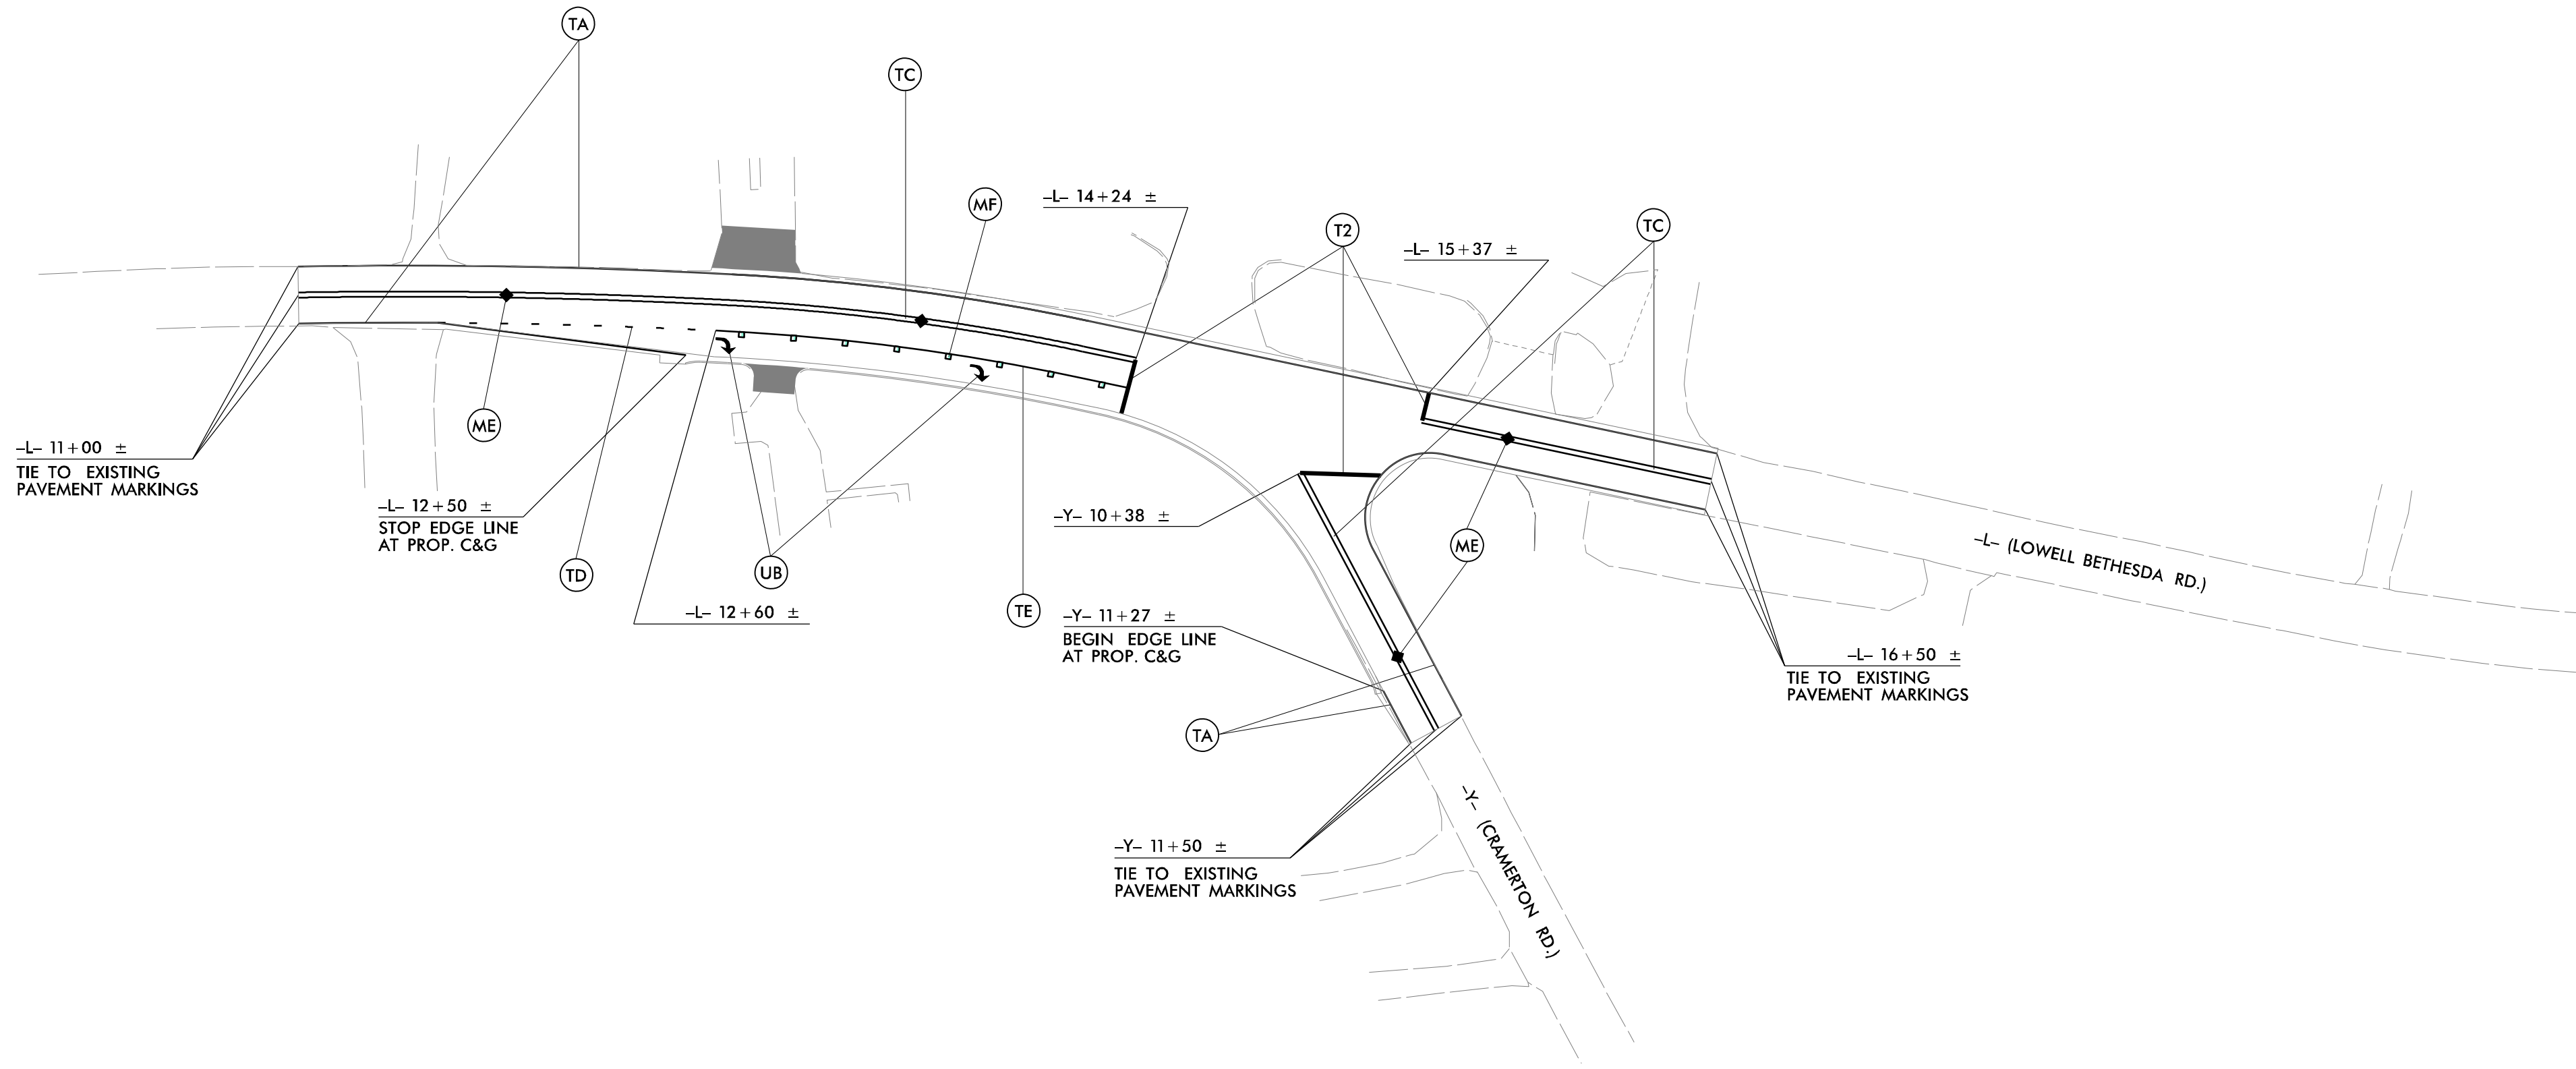 TA
TC
MF
–L– 14+24 ±
T2
–L– 15+37 ±
TC
ME
–L– 11+00 ±
TIE TO EXISTING
PAVEMENT MARKINGS
–L– 12+50 ±
STOP EDGE LINE
AT PROP. C&G
TD
UB
–L– 12+60 ±
TE
–Y– 10+38 ±
ME
–L– (LOWELL BETHESDA RD.)
–Y– 11+27 ±
BEGIN EDGE LINE
AT PROP. C&G
–L– 16+50 ±
TIE TO EXISTING
PAVEMENT MARKINGS
TA
–Y– (CRAMERTON RD.)
–Y– 11+50 ±
TIE TO EXISTING
PAVEMENT MARKINGS